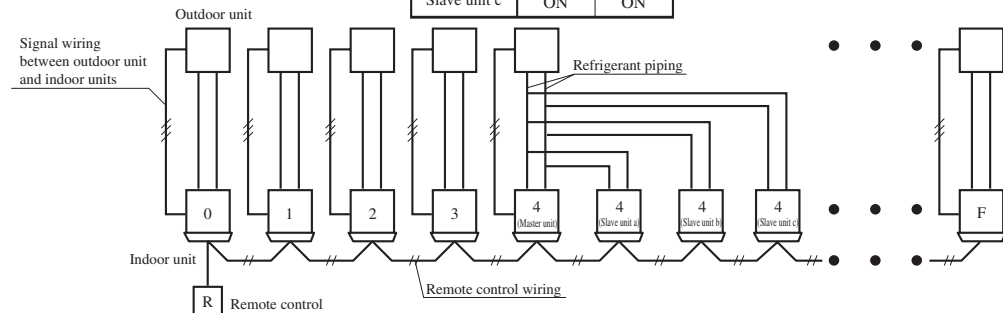 Slave unit c ON ON
Outdoor unit
Signal wiring
between outdoor unit
and indoor units
Refrigerant piping
0 1 2 3 4 4 4 4 F
(Master unit) (Slave unit a) (Slave unit b) (Slave unit c)
Indoor unit
Remote control wiring
R Remote control